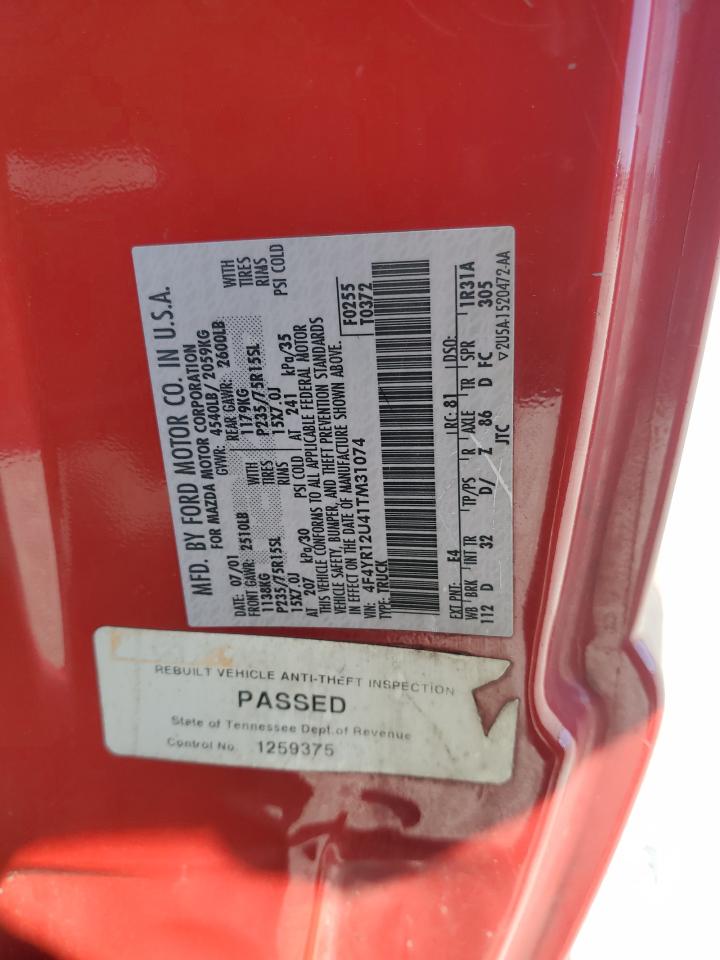 MFD. BY FORD MOTOR CO. IN U.S.A.
FOR MAZDA MOTOR CORPORATION
DATE: 07/01 GVWR: 4540LB/ 2059KG
FRONT GAWR: 2510LB REAR GAWR: 2600LB
1138KG WITH 1179KG WITH
P235/75R15SL TIRES P235/75R15SL TIRES
15X7.0J RIMS 15X7.0J RIMS
AT 207 kPa/30 PSI COLD AT 241 kPa/35 PSI COLD
THIS VEHICLE CONFORMS TO ALL APPLICABLE FEDERAL MOTOR
VEHICLE SAFETY, BUMPER, AND THEFT PREVENTION STANDARDS
IN EFFECT ON THE DATE OF MANUFACTURE SHOWN ABOVE.
VIN: 4F4YR12U41TM31074 F0255
TYPE: TRUCK T0372
EXT PNT: E4 RC: 81 DSO:
WB BRK INT TR TP/PS R AXLE TR SPR 1R31A
112 D 32 D/ Z 86 D FC 305
JTC ▽2U5A-1520472-AA
REBUILT VEHICLE ANTI-THEFT INSPECTION
PASSED
State of Tennessee Dept. of Revenue
Control No. 1259375